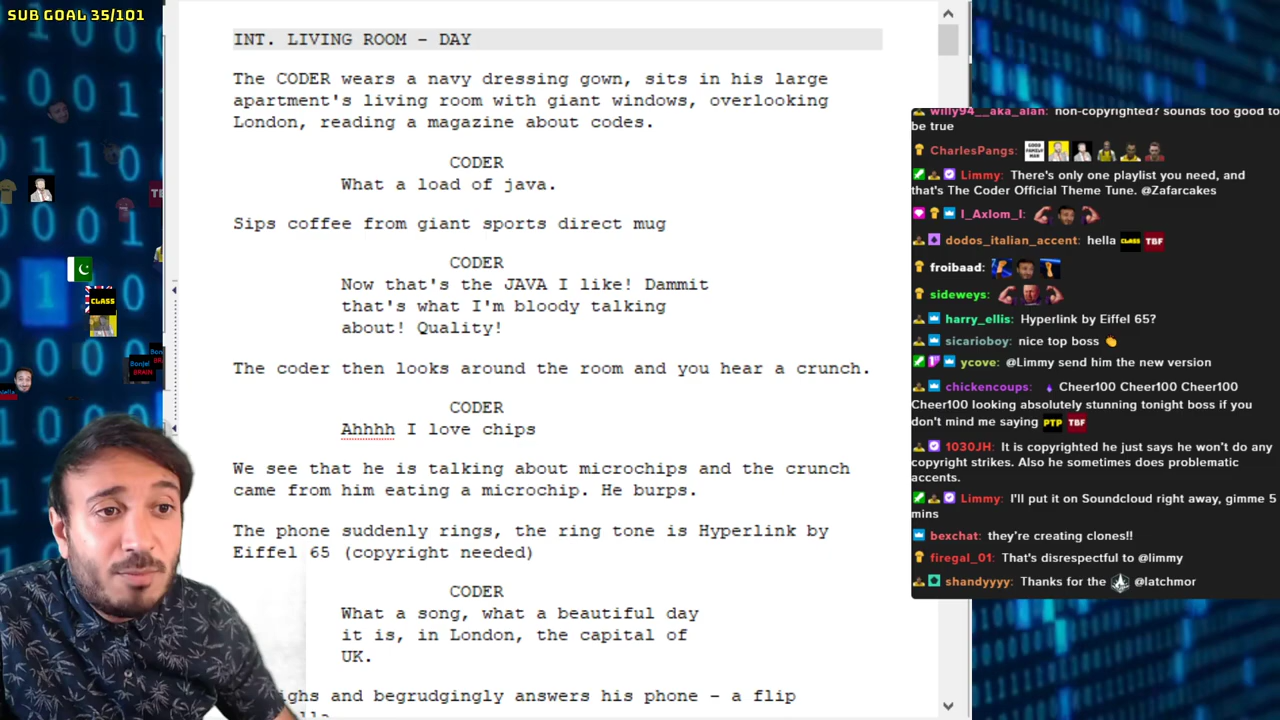 SUB GOAL 35/101
INT. LIVING ROOM - DAY
The CODER wears a navy dressing gown, sits in his large
apartment's living room with giant windows, overlooking
London, reading a magazine about codes.
CODER
What a load of java.
Sips coffee from giant sports direct mug
CODER
Now that's the JAVA I like! Dammit
that's what I'm bloody talking
about! Quality!
The coder then looks around the room and you hear a crunch.
CODER
Ahhhh I love chips
We see that he is talking about microchips and the crunch
came from him eating a microchip. He burps.
The phone suddenly rings, the ring tone is Hyperlink by
Eiffel 65 (copyright needed)
CODER
What a song, what a beautiful day
it is, in London, the capital of
UK.
and begrudgingly answers his phone - a flip
willy94__aka_alan: non-copyrighted? sounds too good to
be true
CharlesPangs:
Limmy: There's only one playlist you need, and
that's The Coder Official Theme Tune. @Zafarcakes
I_Axlom_I:
dodos_italian_accent: hella CLASS TBF
froibaad:
sideweys:
harry_ellis: Hyperlink by Eiffel 65?
sicarioboy: nice top boss
ycove: @Limmy send him the new version
chickencoups: Cheer100 Cheer100 Cheer100
Cheer100 looking absolutely stunning tonight boss if you
don't mind me saying PTP TBF
1030JH: It is copyrighted he just says he won't do any
copyright strikes. Also he sometimes does problematic
accents.
Limmy: I'll put it on Soundcloud right away, gimme 5
mins
bexchat: they're creating clones!!
firegal_01: That's disrespectful to @limmy
shandyyyy: Thanks for the @latchmor
CLASS